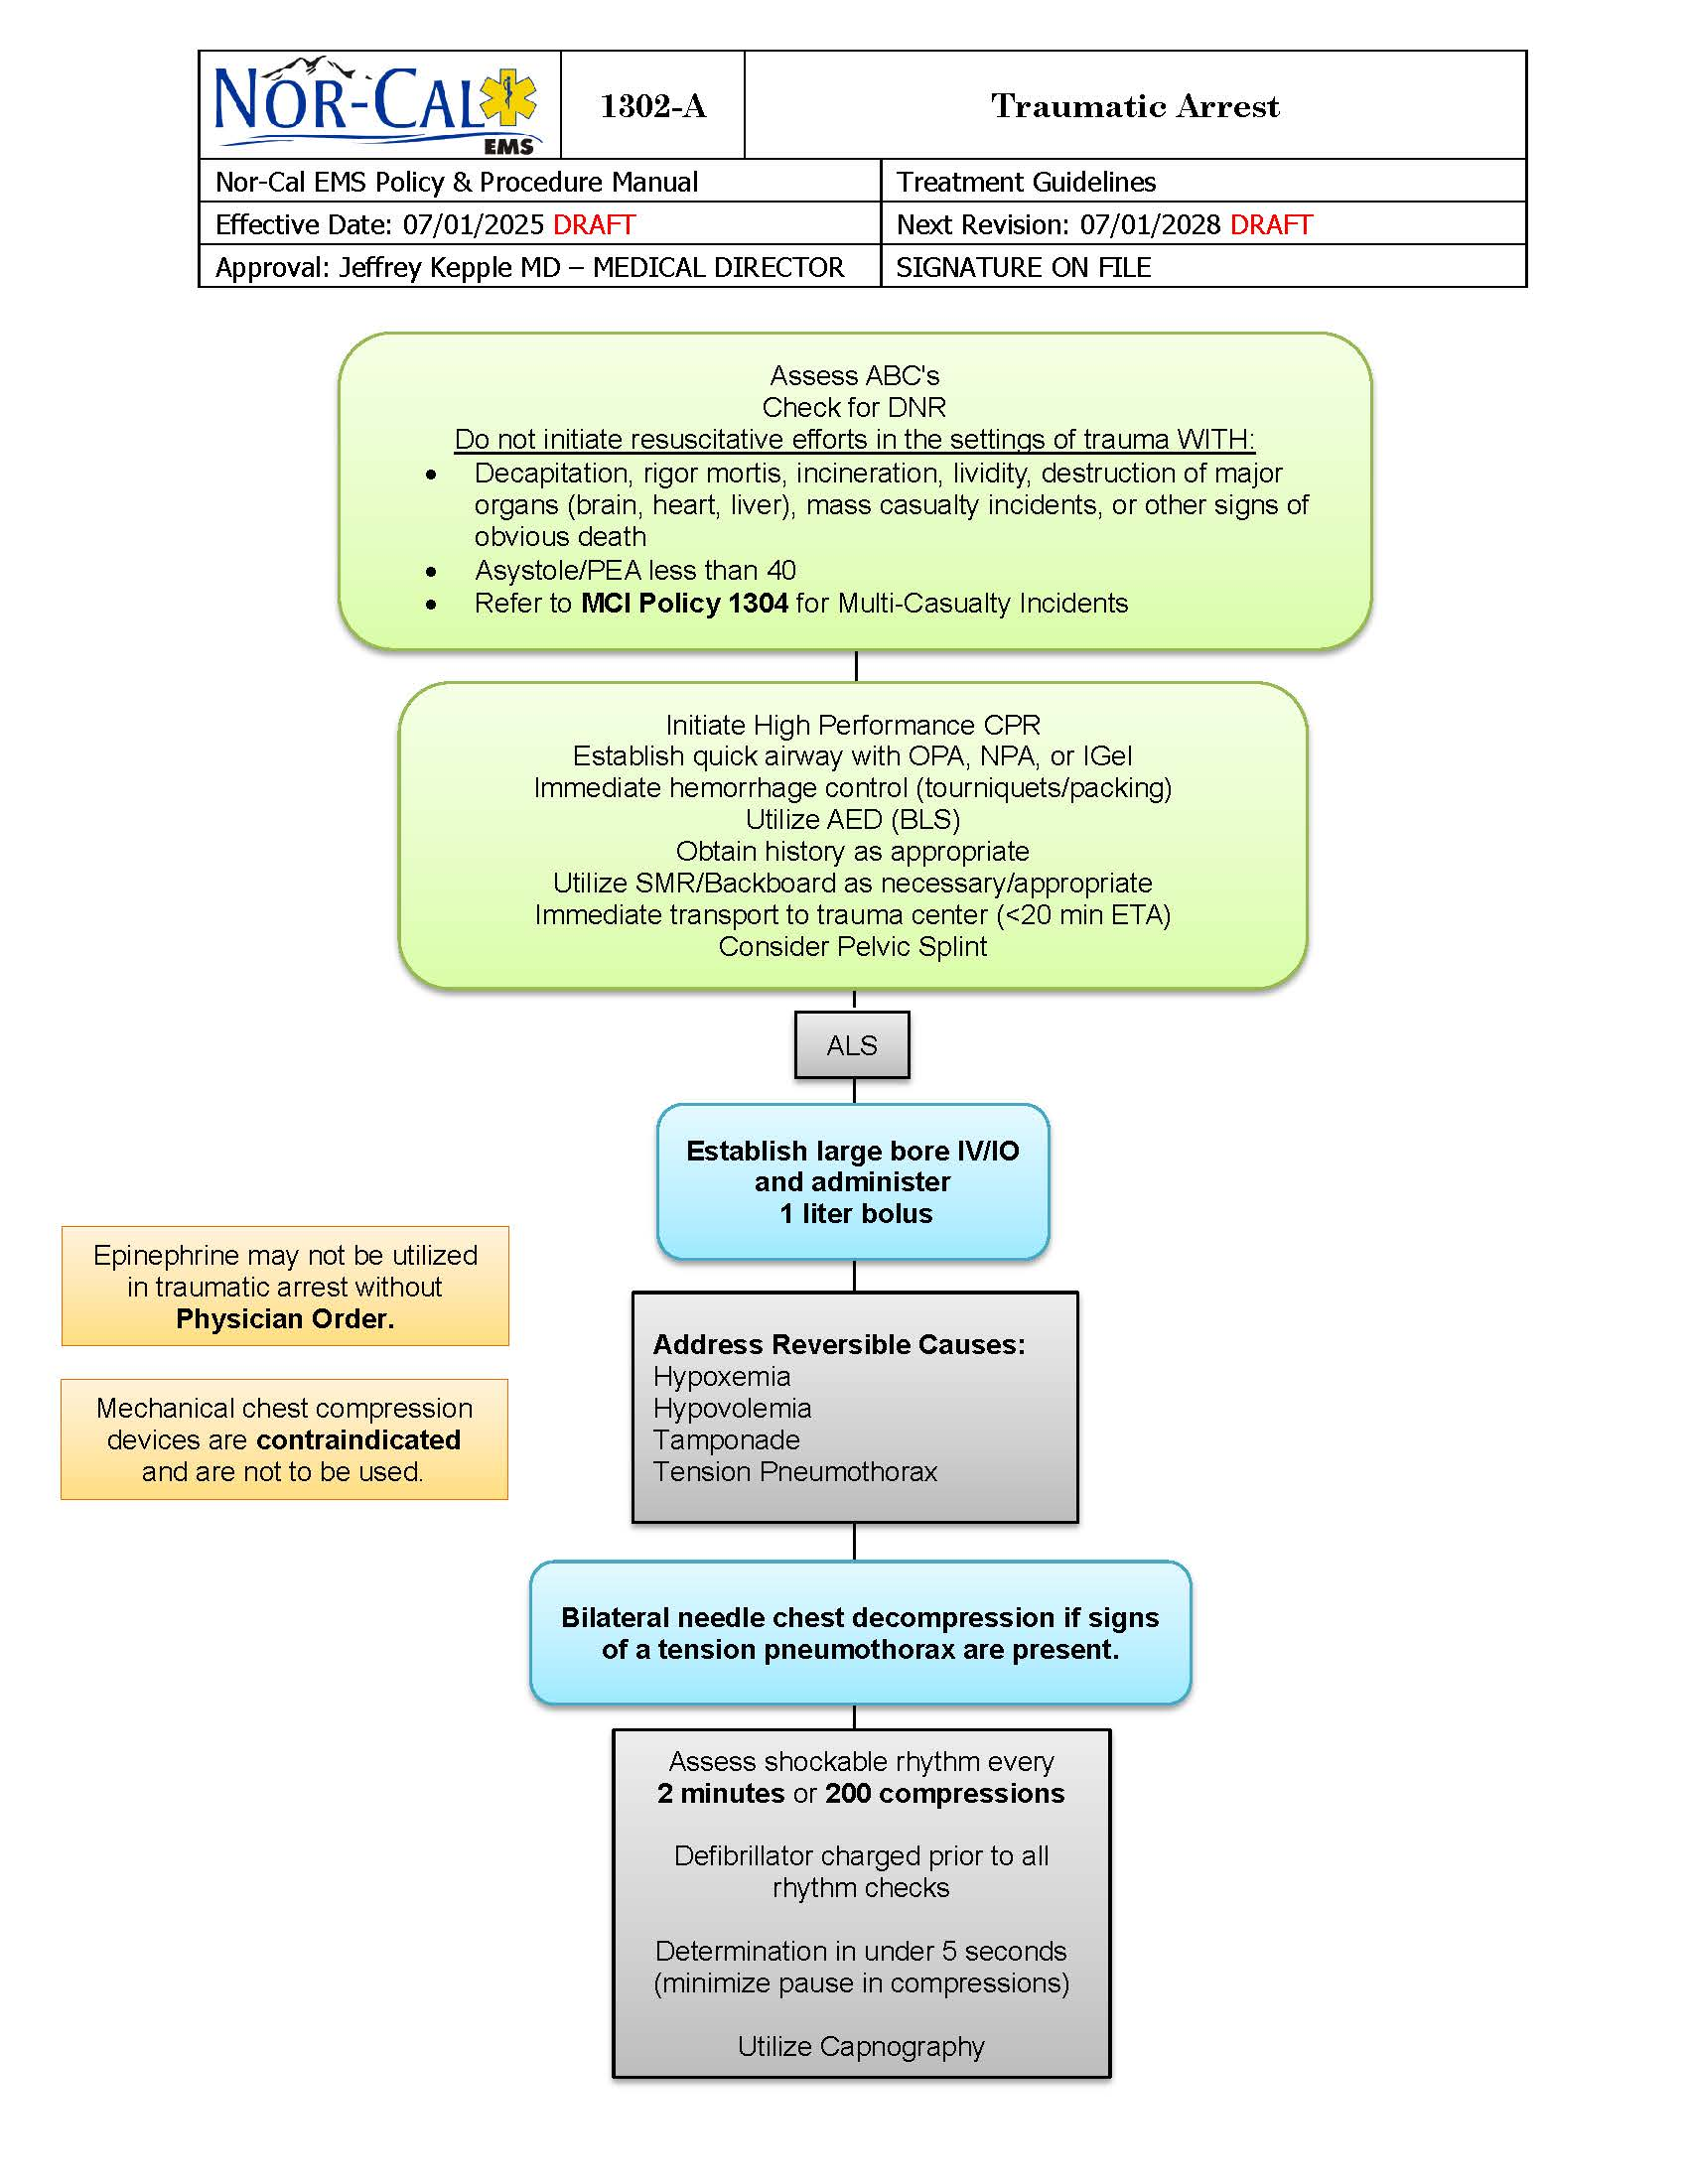 NOR-CAL
EMS
1302-A
Traumatic Arrest
Nor-Cal EMS Policy & Procedure Manual
Treatment Guidelines
Effective Date: 07/01/2025 DRAFT
Next Revision: 07/01/2028 DRAFT
Approval: Jeffrey Kepple MD – MEDICAL DIRECTOR
SIGNATURE ON FILE
Assess ABC's
Check for DNR
Do not initiate resuscitative efforts in the settings of trauma WITH:
• Decapitation, rigor mortis, incineration, lividity, destruction of major
organs (brain, heart, liver), mass casualty incidents, or other signs of
obvious death
• Asystole/PEA less than 40
• Refer to MCI Policy 1304 for Multi-Casualty Incidents
Initiate High Performance CPR
Establish quick airway with OPA, NPA, or IGel
Immediate hemorrhage control (tourniquets/packing)
Utilize AED (BLS)
Obtain history as appropriate
Utilize SMR/Backboard as necessary/appropriate
Immediate transport to trauma center (<20 min ETA)
Consider Pelvic Splint
ALS
Establish large bore IV/IO
and administer
1 liter bolus
Epinephrine may not be utilized
in traumatic arrest without
Physician Order.
Mechanical chest compression
devices are contraindicated
and are not to be used.
Address Reversible Causes:
Hypoxemia
Hypovolemia
Tamponade
Tension Pneumothorax
Bilateral needle chest decompression if signs
of a tension pneumothorax are present.
Assess shockable rhythm every
2 minutes or 200 compressions
Defibrillator charged prior to all
rhythm checks
Determination in under 5 seconds
(minimize pause in compressions)
Utilize Capnography